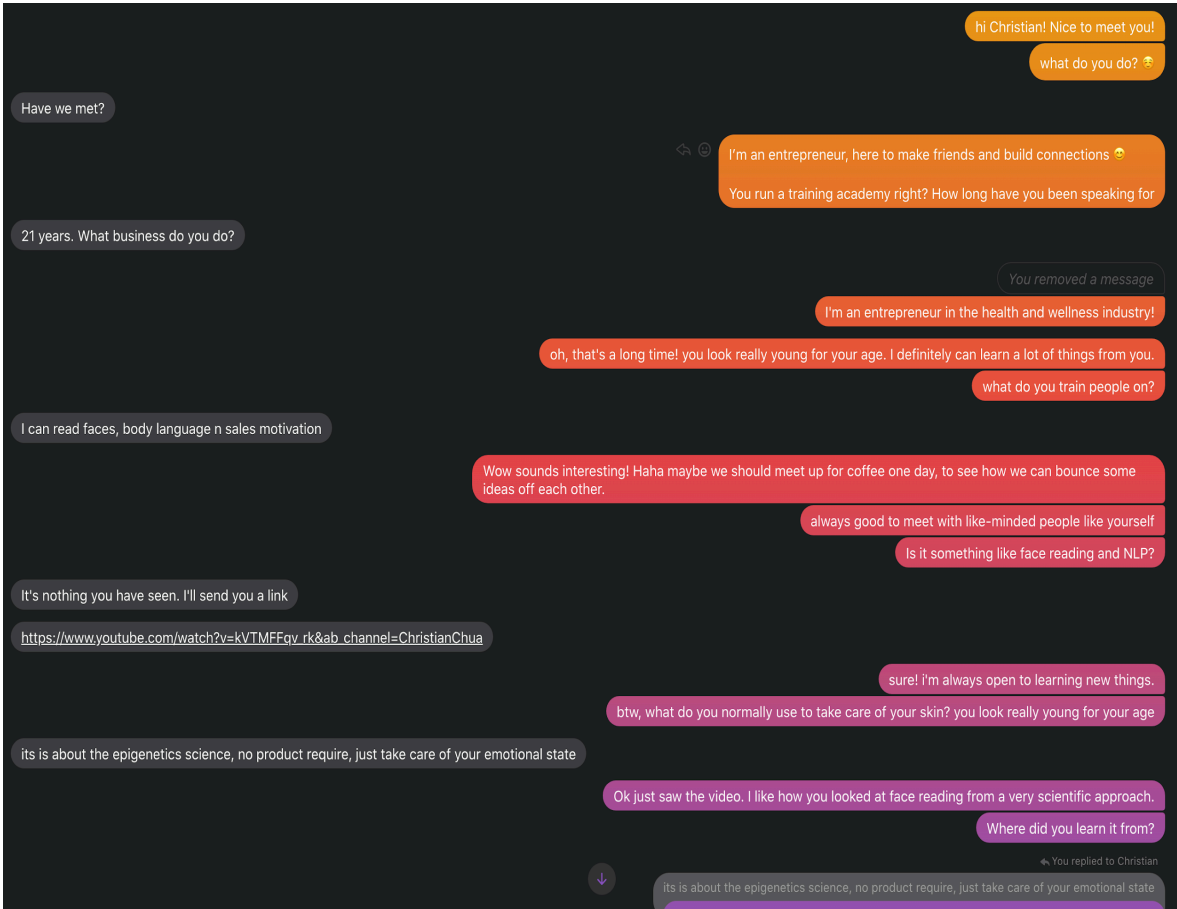 hi Christian! Nice to meet you!
what do you do? 😌
Have we met?
I'm an entrepreneur, here to make friends and build connections 😊
You run a training academy right? How long have you been speaking for
21 years. What business do you do?
You removed a message
I'm an entrepreneur in the health and wellness industry!
oh, that's a long time! you look really young for your age. I definitely can learn a lot of things from you.
what do you train people on?
I can read faces, body language n sales motivation
Wow sounds interesting! Haha maybe we should meet up for coffee one day, to see how we can bounce some
ideas off each other.
always good to meet with like-minded people like yourself
Is it something like face reading and NLP?
It's nothing you have seen. I'll send you a link
https://www.youtube.com/watch?v=kVTMFFqv_rk&ab_channel=ChristianChua
sure! i'm always open to learning new things.
btw, what do you normally use to take care of your skin? you look really young for your age
its is about the epigenetics science, no product require, just take care of your emotional state
Ok just saw the video. I like how you looked at face reading from a very scientific approach.
Where did you learn it from?
You replied to Christian
its is about the epigenetics science, no product require, just take care of your emotional state